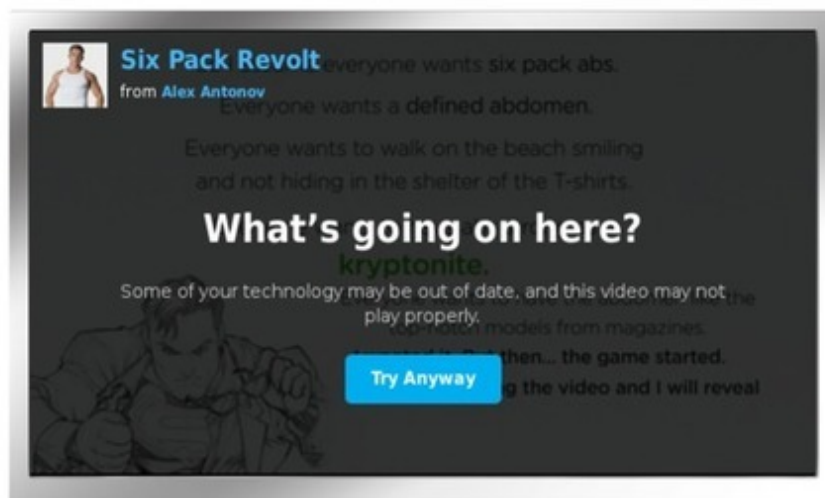 Six Pack Revolt
from Alex Antonov
everyone wants six pack abs.
Everyone wants a defined abdomen.
Everyone wants to walk on the beach smiling
and not hiding in the shelter of the T-shirts.
What's going on here?
kryptonite.
Some of your technology may be out of date, and this video may not
play properly.
the
top-notch models from magazines.
then... the game started.
Try Anyway
the video and I will reveal